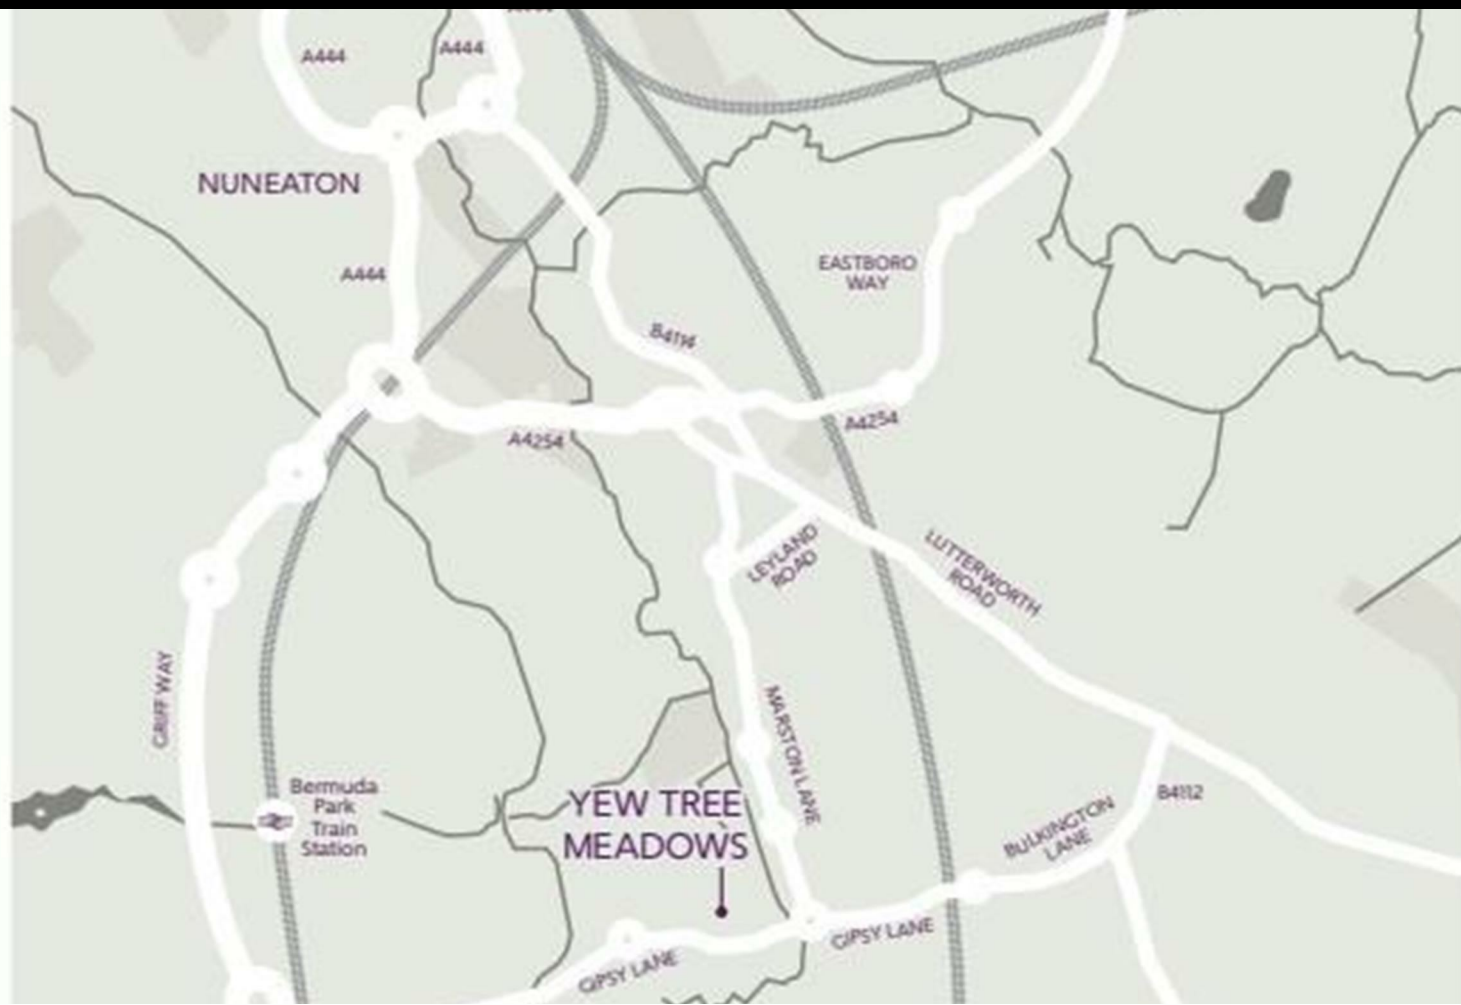 A444
A444
NUNEATON
A444
EASTBORO
WAY
B4114
A4254
A4254
LEYLAND
ROAD
LUTTERWORTH
ROAD
GRIFF WAY
MARSTON LANE
Bermuda
Park
Train
Station
YEW TREE
MEADOWS
B4112
BULKINGTON
LANE
GIPSY LANE
GIPSY LANE